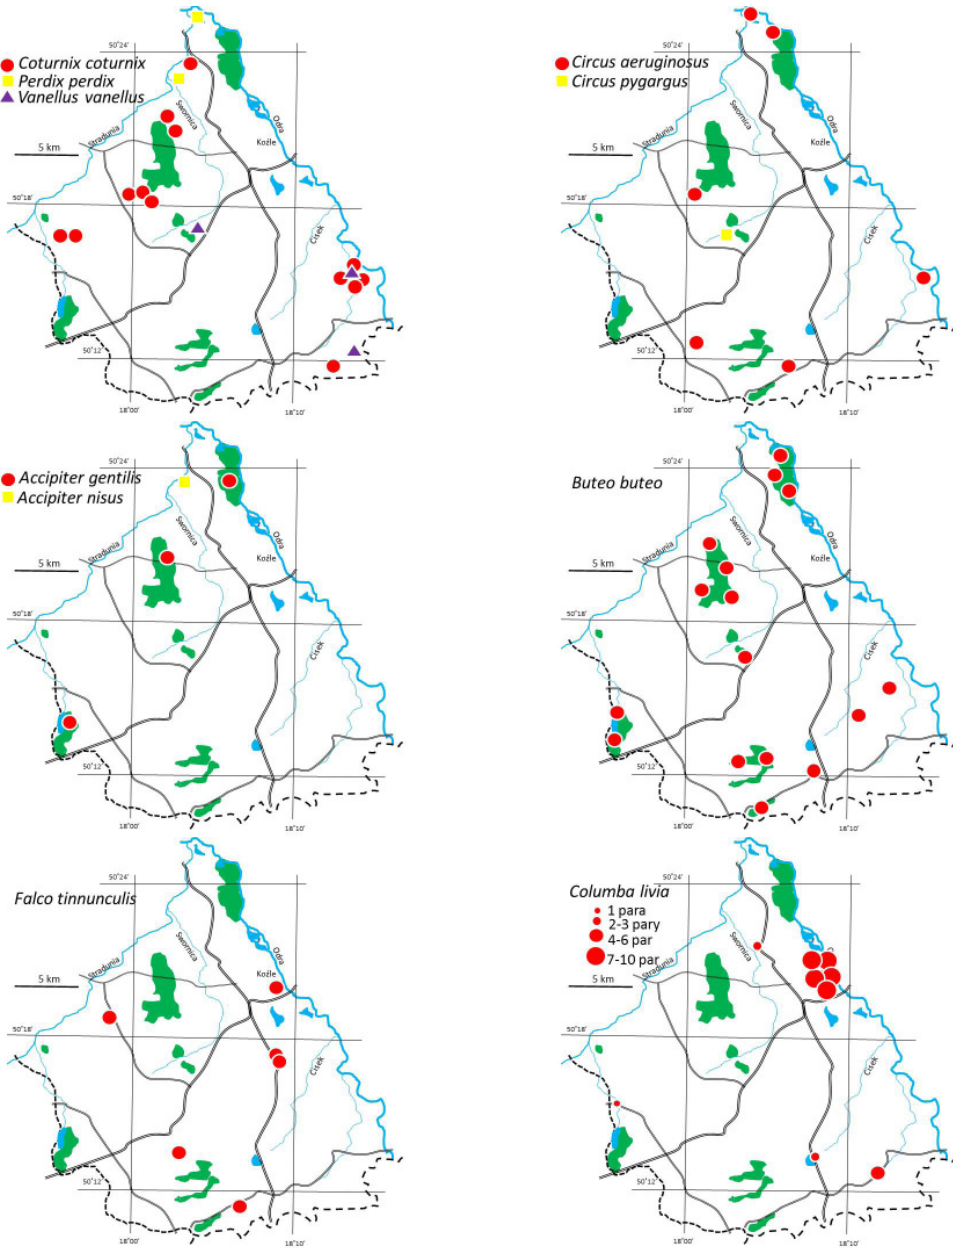 50°24'
Coturnix coturnix
Perdix perdix
Vanellus vanellus
Swornica
Odra
Stradunia
Koźle
5 km
50°18'
Cisek
50°12'
18°00'
18°10'
50°24'
Circus aeruginosus
Circus pygargus
Swornica
Odra
Stradunia
Koźle
5 km
50°18'
Cisek
50°12'
18°00'
18°10'
50°24'
Accipiter gentilis
Accipiter nisus
Swornica
Odra
Stradunia
Koźle
5 km
50°18'
Cisek
50°12'
18°00'
18°10'
50°24'
Buteo buteo
Swornica
Odra
Stradunia
Koźle
5 km
50°18'
Cisek
50°12'
18°00'
18°10'
50°24'
Falco tinnunculis
Swornica
Odra
Stradunia
Koźle
5 km
50°18'
Cisek
50°12'
18°00'
18°10'
50°24'
Columba livia
1 para
2-3 pary
4-6 par
7-10 par
Swornica
Stradunia
5 km
50°18'
Cisek
50°12'
18°00'
18°10'